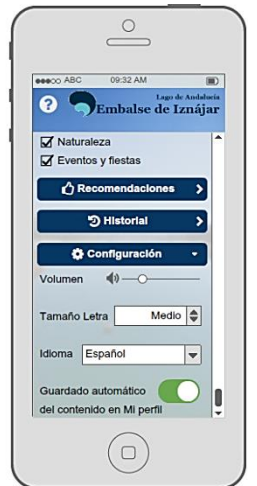 ABC 09:32 AM
?
Lago de Andalucía
Embalse de Iznájar
Naturaleza
Eventos y fiestas
Recomendaciones
Historial
Configuración
Volumen
Tamaño Letra Medio
Idioma Español
Guardado automático
del contenido en Mi perfil